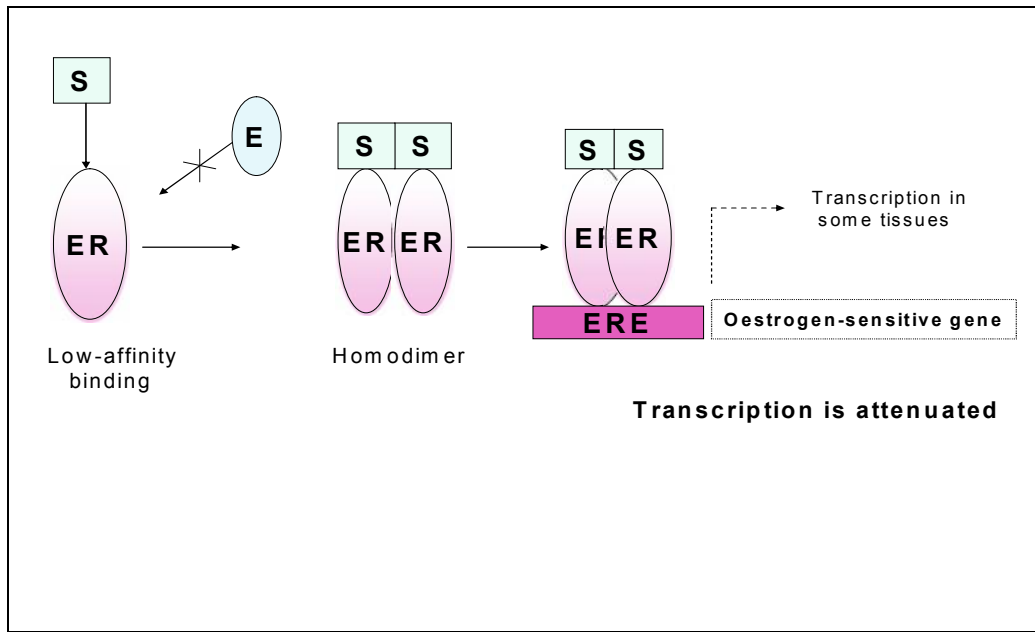 S
E
ER
Low-affinity
binding
S S
ER ER
Homodimer
S S
ER ER
ERE
Transcription in
some tissues
Oestrogen-sensitive gene
Transcription is attenuated